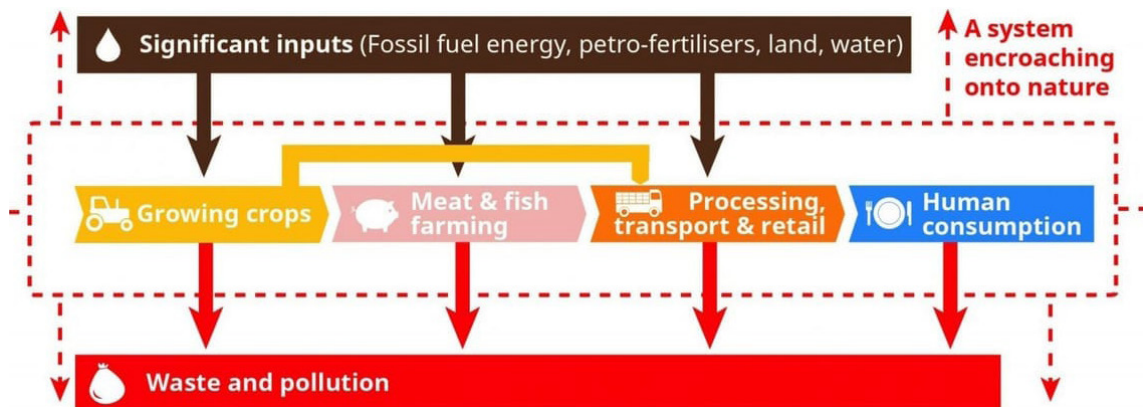 Significant inputs (Fossil fuel energy, petro-fertilisers, land, water)
A system
encroaching
onto nature
Growing crops
Meat & fish
farming
Processing,
transport & retail
Human
consumption
Waste and pollution